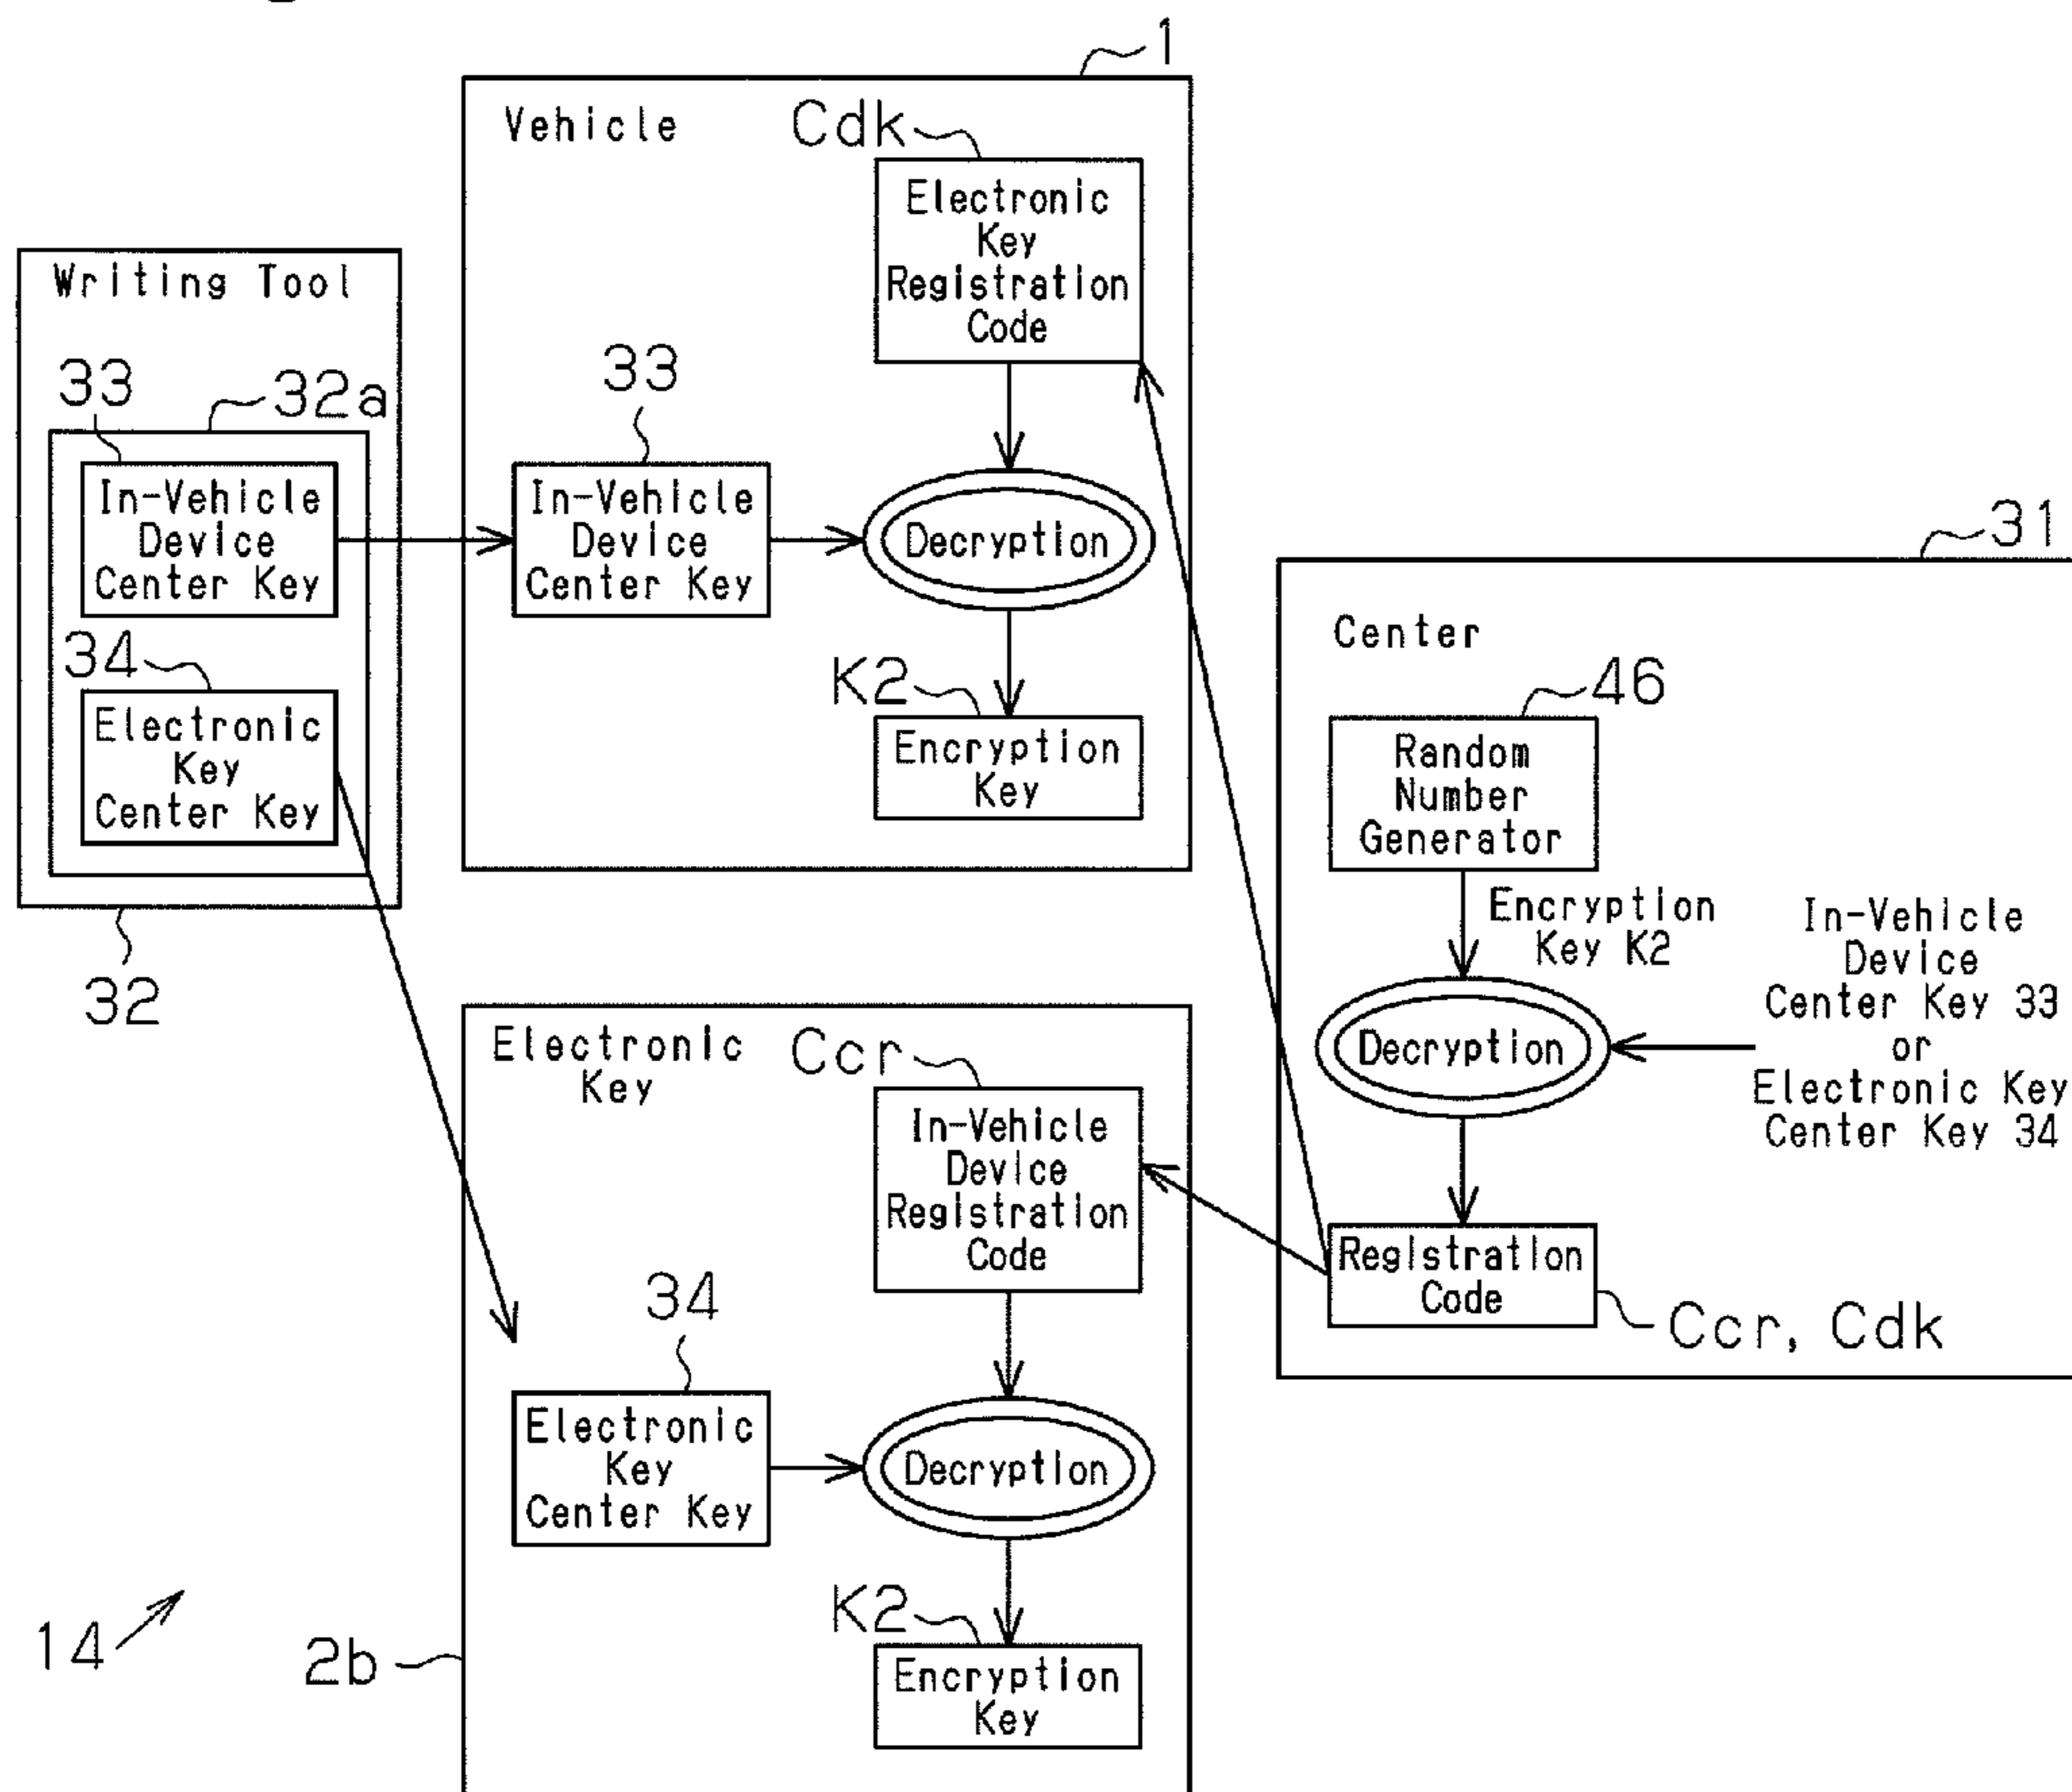 1
Vehicle
Cdk
Electronic
Key
Registration
Code
33
In-Vehicle
Device
Center Key
Decryption
K2
Encryption
Key
Writing Tool
33
32a
In-Vehicle
Device
Center Key
34
Electronic
Key
Center Key
32
31
Center
46
Random
Number
Generator
Encryption
Key K2
In-Vehicle
Device
Center Key 33
or
Electronic Key
Center Key 34
Decryption
Registration
Code
Ccr, Cdk
Electronic
Key
Ccr
In-Vehicle
Device
Registration
Code
34
Electronic
Key
Center Key
Decryption
K2
Encryption
Key
14
2b